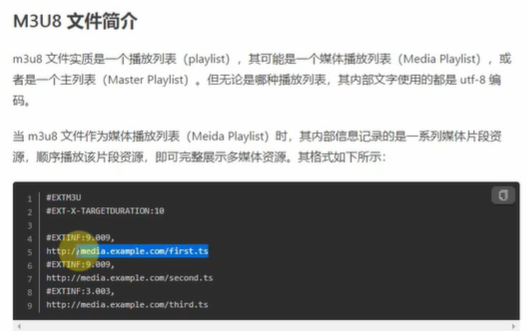 M3U8 文件简介
m3u8 文件实质是一个播放列表（playlist），其可能是一个媒体播放列表（Media Playlist），或
者是一个主列表（Master Playlist）。但无论是哪种播放列表，其内部文字使用的都是 utf-8 编
码。
当 m3u8 文件作为媒体播放列表（Meida Playlist）时，其内部信息记录的是一系列媒体片段资
源，顺序播放该片段资源，即可完整展示多媒体资源。其格式如下所示：
1 #EXTM3U
2 #EXT-X-TARGETDURATION:10
3
4 #EXTINF:9.009,
5 http://media.example.com/first.ts
6 #EXTINF:9.009,
7 http://media.example.com/second.ts
8 #EXTINF:3.003,
9 http://media.example.com/third.ts